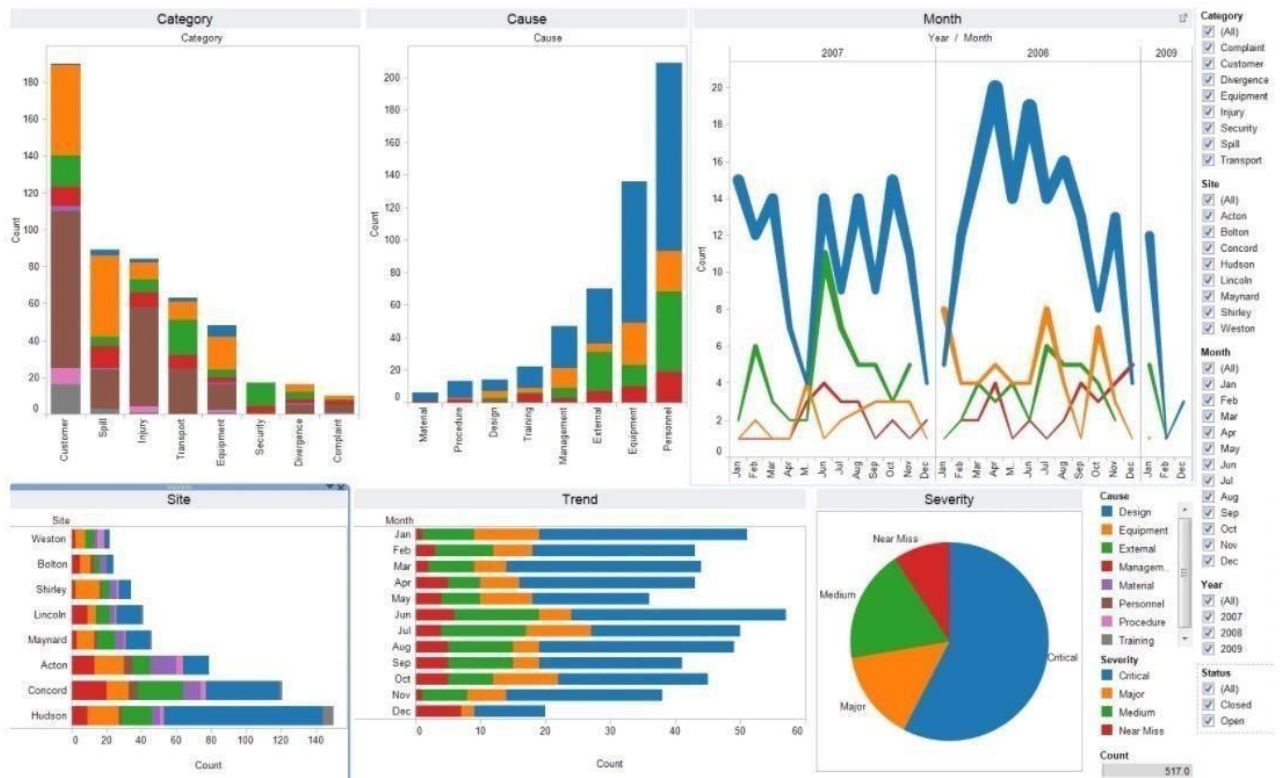 Category
Category
Count
180
160
140
120
100
80
60
40
20
0
Customer
Spill
Injury
Transport
Equipment
Security
Divergence
Complaint
Cause
Cause
Count
200
180
160
140
120
100
80
60
40
20
0
Material
Procedure
Design
Training
Management
External
Equipment
Personnel
Month
Year / Month
2007 2008 2009
Count
20
18
16
14
12
10
8
6
4
2
0
Jan Feb Mar Apr M.. Jun Jul Aug Sep Oct Nov Dec
Jan Feb Mar Apr M.. Jun Jul Aug Sep Oct Nov Dec
Jan Feb Dec
Category
(All)
Complaint
Customer
Divergence
Equipment
Injury
Security
Spill
Transport
Site
(All)
Acton
Bolton
Concord
Hudson
Lincoln
Maynard
Shirley
Weston
Month
(All)
Jan
Feb
Mar
Apr
May
Jun
Jul
Aug
Sep
Oct
Nov
Dec
Year
(All)
2007
2008
2009
Status
(All)
Closed
Open
Site
Site
Weston
Bolton
Shirley
Lincoln
Maynard
Acton
Concord
Hudson
0 20 40 60 80 100 120 140
Count
Trend
Month
Jan
Feb
Mar
Apr
May
Jun
Jul
Aug
Sep
Oct
Nov
Dec
0 10 20 30 40 50 60
Count
Severity
Near Miss
Medium
Major
Critical
Cause
Design
Equipment
External
Managem..
Material
Personnel
Procedure
Training
Severity
Critical
Major
Medium
Near Miss
Count
517 0